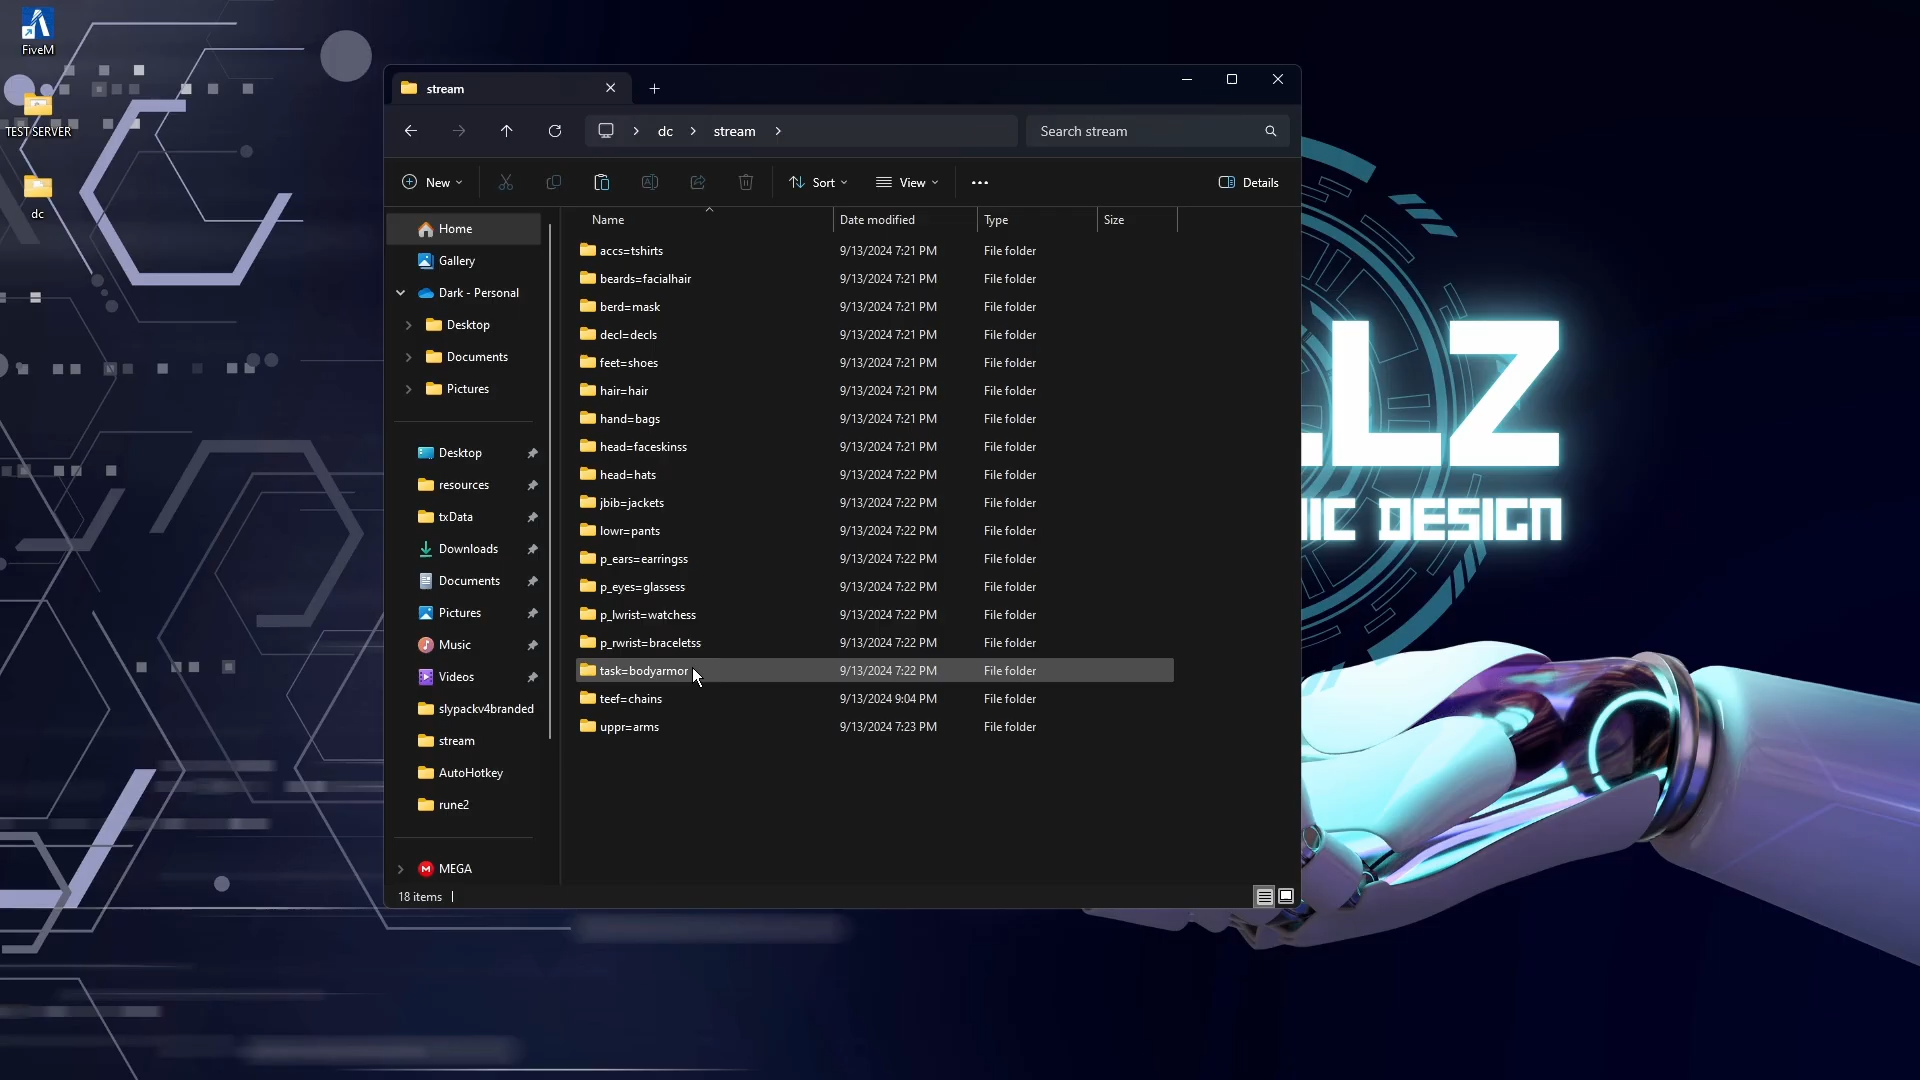 FiveM
TEST SERVER
dc
stream
dc
stream
Search stream
New
Sort
View
Details
Name
Date modified
Type
Size
Home
Gallery
Dark - Personal
Desktop
Documents
Pictures
Desktop
resources
txData
Downloads
Documents
Pictures
Music
Videos
slypackv4branded
stream
AutoHotkey
rune2
MEGA
accs=tshirts 9/13/2024 7:21 PM File folder
beards=facialhair 9/13/2024 7:21 PM File folder
berd=mask 9/13/2024 7:21 PM File folder
decl=decls 9/13/2024 7:21 PM File folder
feet=shoes 9/13/2024 7:21 PM File folder
hair=hair 9/13/2024 7:21 PM File folder
hand=bags 9/13/2024 7:21 PM File folder
head=faceskinss 9/13/2024 7:21 PM File folder
head=hats 9/13/2024 7:22 PM File folder
jbib=jackets 9/13/2024 7:22 PM File folder
lowr=pants 9/13/2024 7:22 PM File folder
p_ears=earringss 9/13/2024 7:22 PM File folder
p_eyes=glassess 9/13/2024 7:22 PM File folder
p_lwrist=watchess 9/13/2024 7:22 PM File folder
p_rwrist=braceletss 9/13/2024 7:22 PM File folder
task=bodyarmor 9/13/2024 7:22 PM File folder
teef=chains 9/13/2024 9:04 PM File folder
uppr=arms 9/13/2024 7:23 PM File folder
18 items
LZ
IC DESIGN